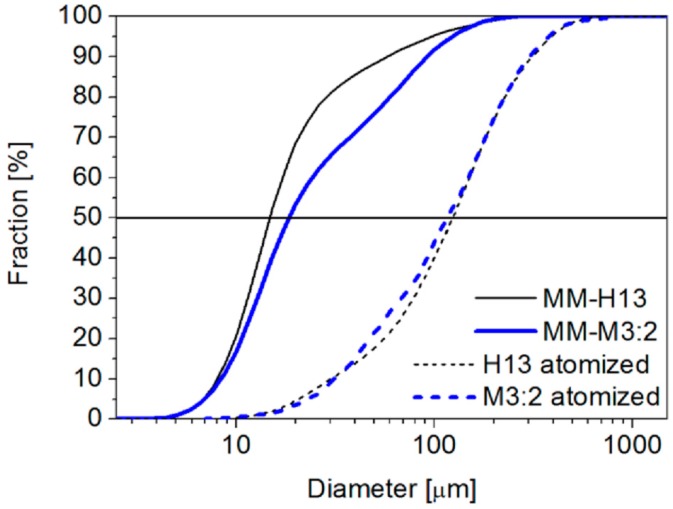 Fraction [%]
100
90
80
70
60
50
40
30
20
10
0
MM-H13
MM-M3:2
H13 atomized
M3:2 atomized
10 100 1000
Diameter [μm]